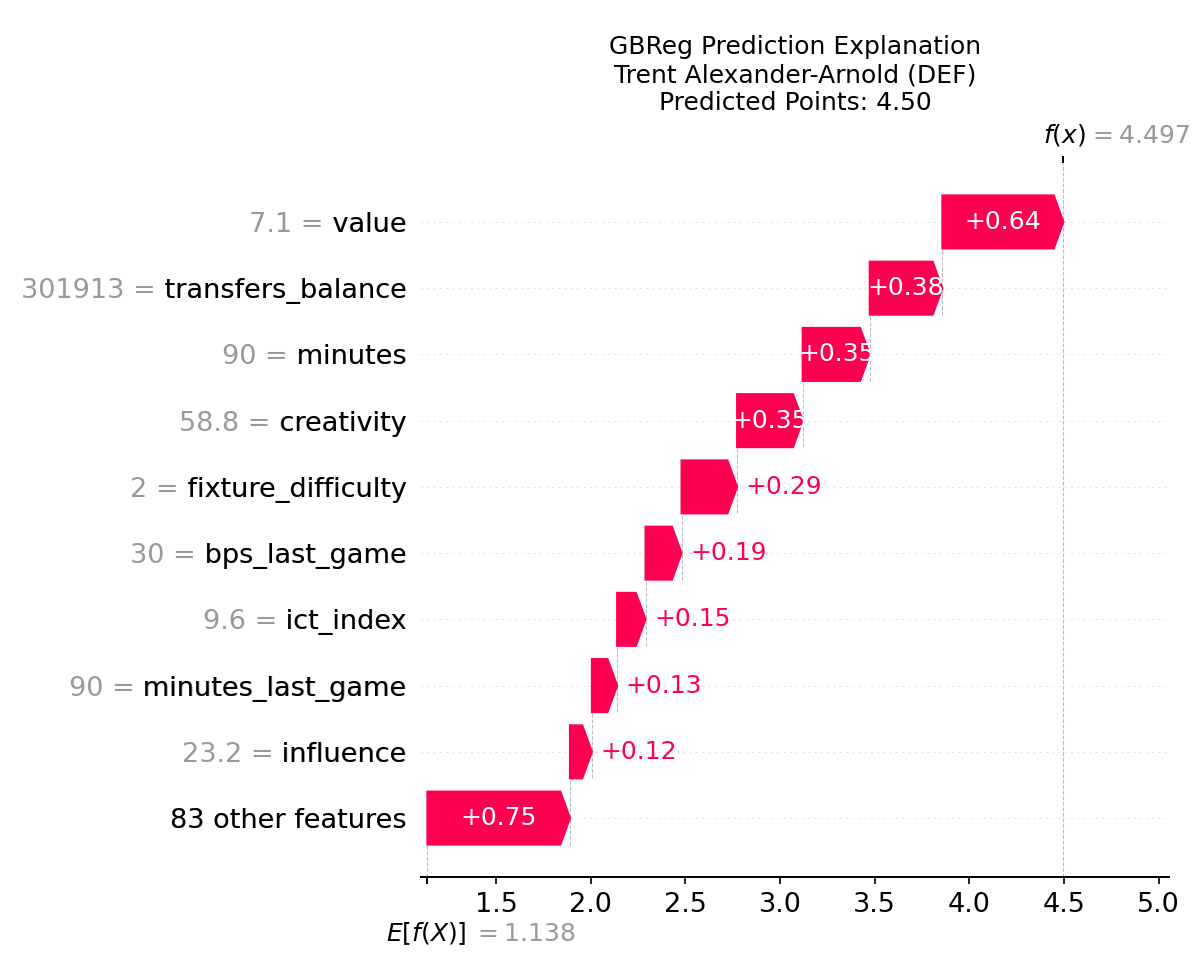 GBReg Prediction Explanation
Trent Alexander-Arnold (DEF)
Predicted Points: 4.50
f(x) = 4.497
7.1 = value
+0.64
301913 = transfers_balance
+0.38
90 = minutes
+0.35
58.8 = creativity
+0.35
2 = fixture_difficulty
+0.29
30 = bps_last_game
+0.19
9.6 = ict_index
+0.15
90 = minutes_last_game
+0.13
23.2 = influence
+0.12
83 other features
+0.75
1.5 2.0 2.5 3.0 3.5 4.0 4.5 5.0
E[f(X)] = 1.138